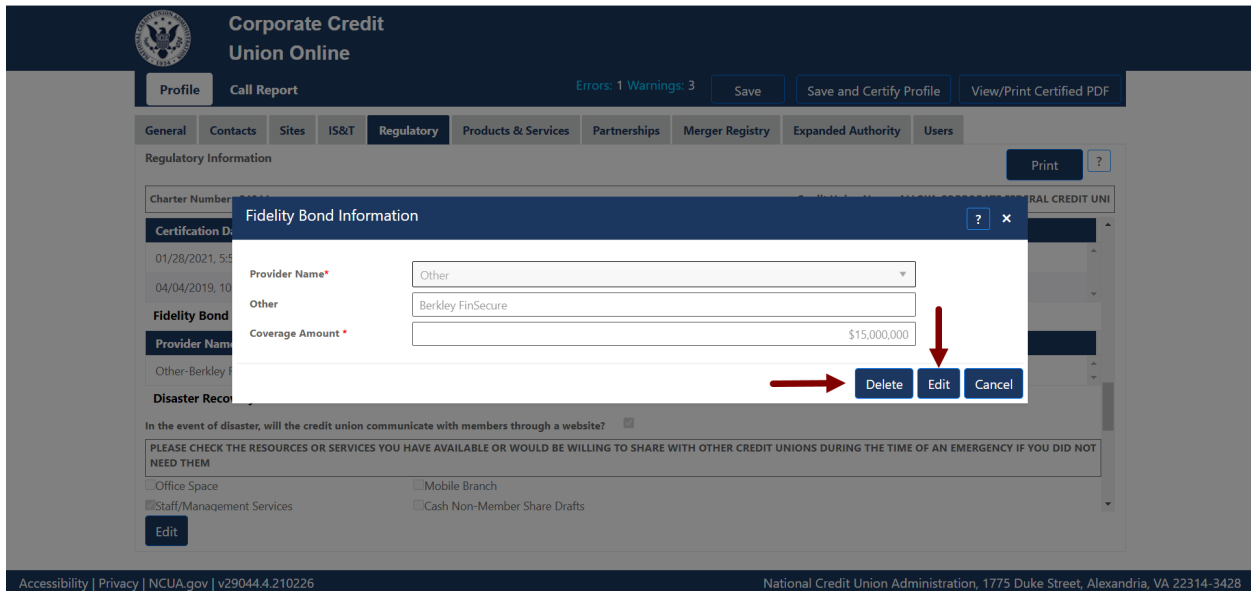 Corporate Credit
Union Online
Profile Call Report Errors: 1 Warnings: 3 Save Save and Certify Profile View/Print Certified PDF
General Contacts Sites IS&T Regulatory Products & Services Partnerships Merger Registry Expanded Authority Users
Regulatory Information Print ?
Charter Number RAL CREDIT UNI
Fidelity Bond Information ? ×
Certifcation
01/28/2021,
Provider Name* Other
04/04/2019, 10
Other Berkley FinSecure
Fidelity Bond
Coverage Amount * $15,000,000
Provider Name
Other-Berkley
Delete Edit Cancel
Disaster
In the event of disaster, will the credit union communicate with members through a website?
PLEASE CHECK THE RESOURCES OR SERVICES YOU HAVE AVAILABLE OR WOULD BE WILLING TO SHARE WITH OTHER CREDIT UNIONS DURING THE TIME OF AN EMERGENCY IF YOU DID NOT
NEED THEM
Office Space Mobile Branch
Staff/Management Services Cash Non-Member Share Drafts
Edit
Accessibility | Privacy | NCUA.gov | v29044.4.210226 National Credit Union Administration, 1775 Duke Street, Alexandria, VA 22314-3428